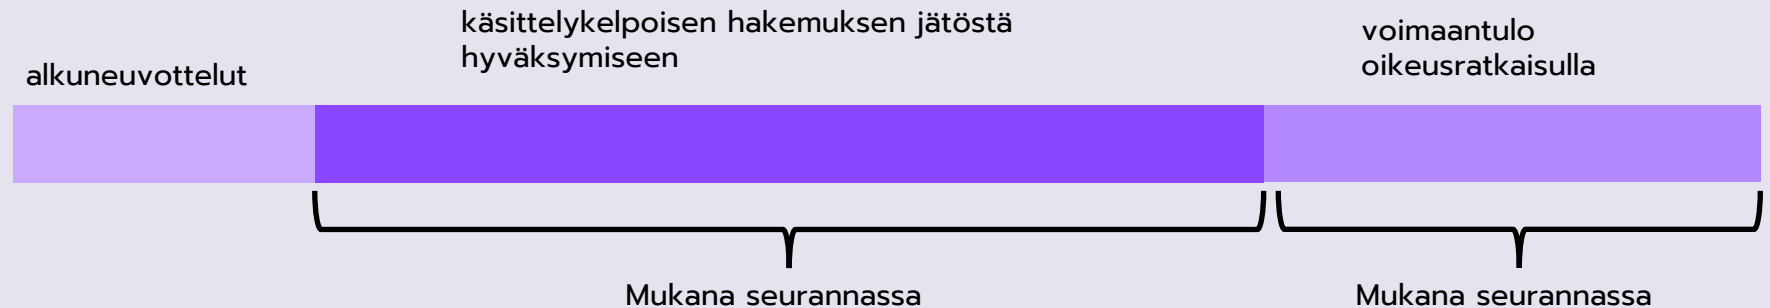 alkuneuvottelut
käsittelykelpoisen hakemuksen jätöstä
hyväksymiseen
voimaantulo
oikeusratkaisulla
Mukana seurannassa
Mukana seurannassa